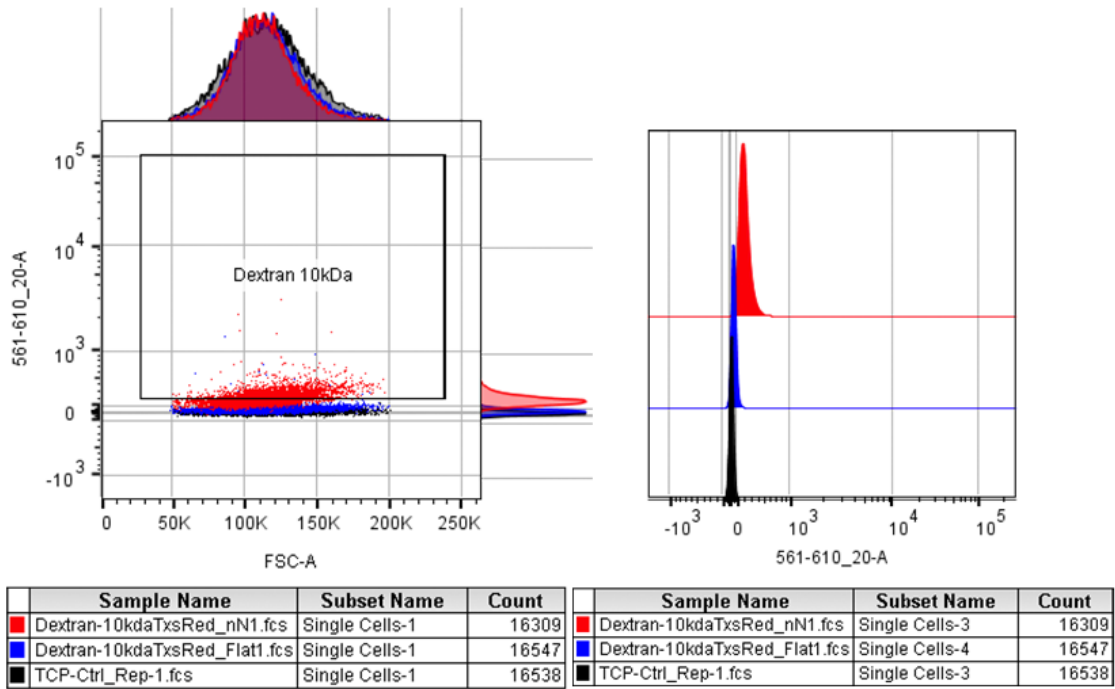 10^5
10^4
Dextran 10kDa
561-610_20-A
10^3
0
-10^3
0 50K 100K 150K 200K 250K
FSC-A
-10^3 0 10^3 10^4 10^5
561-610_20-A
Sample Name Subset Name Count
Dextran-10kdaTxsRed_nN1.fcs Single Cells-1 16309
Dextran-10kdaTxsRed_Flat1.fcs Single Cells-1 16547
TCP-Ctrl_Rep-1.fcs Single Cells-1 16538
Sample Name Subset Name Count
Dextran-10kdaTxsRed_nN1.fcs Single Cells-3 16309
Dextran-10kdaTxsRed_Flat1.fcs Single Cells-4 16547
TCP-Ctrl_Rep-1.fcs Single Cells-3 16538